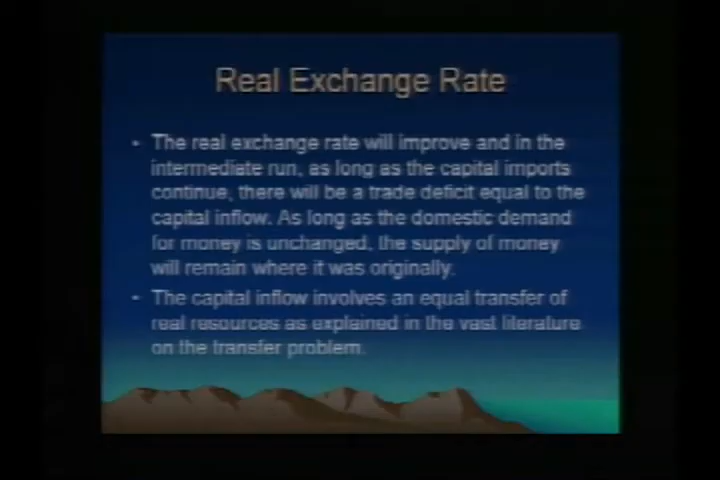 Real Exchange Rate
• The real exchange rate will improve and in the
intermediate run, as long as the capital imports
continue, there will be a trade deficit equal to the
capital inflow. As long as the domestic demand
for money is unchanged, the supply of money
will remain where it was originally.
• The capital inflow involves an equal transfer of
real resources as explained in the vast literature
on the transfer problem.